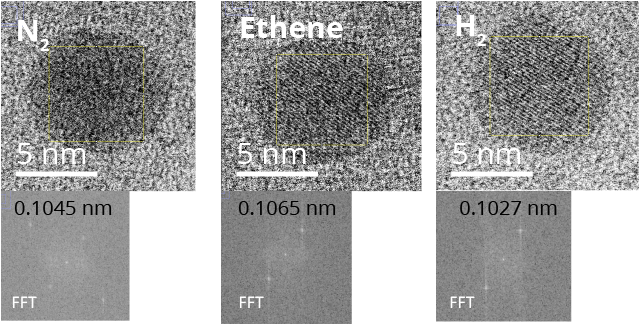 N₂
Ethene
H₂
5 nm
5 nm
5 nm
0.1045 nm
0.1065 nm
0.1027 nm
FFT
FFT
FFT